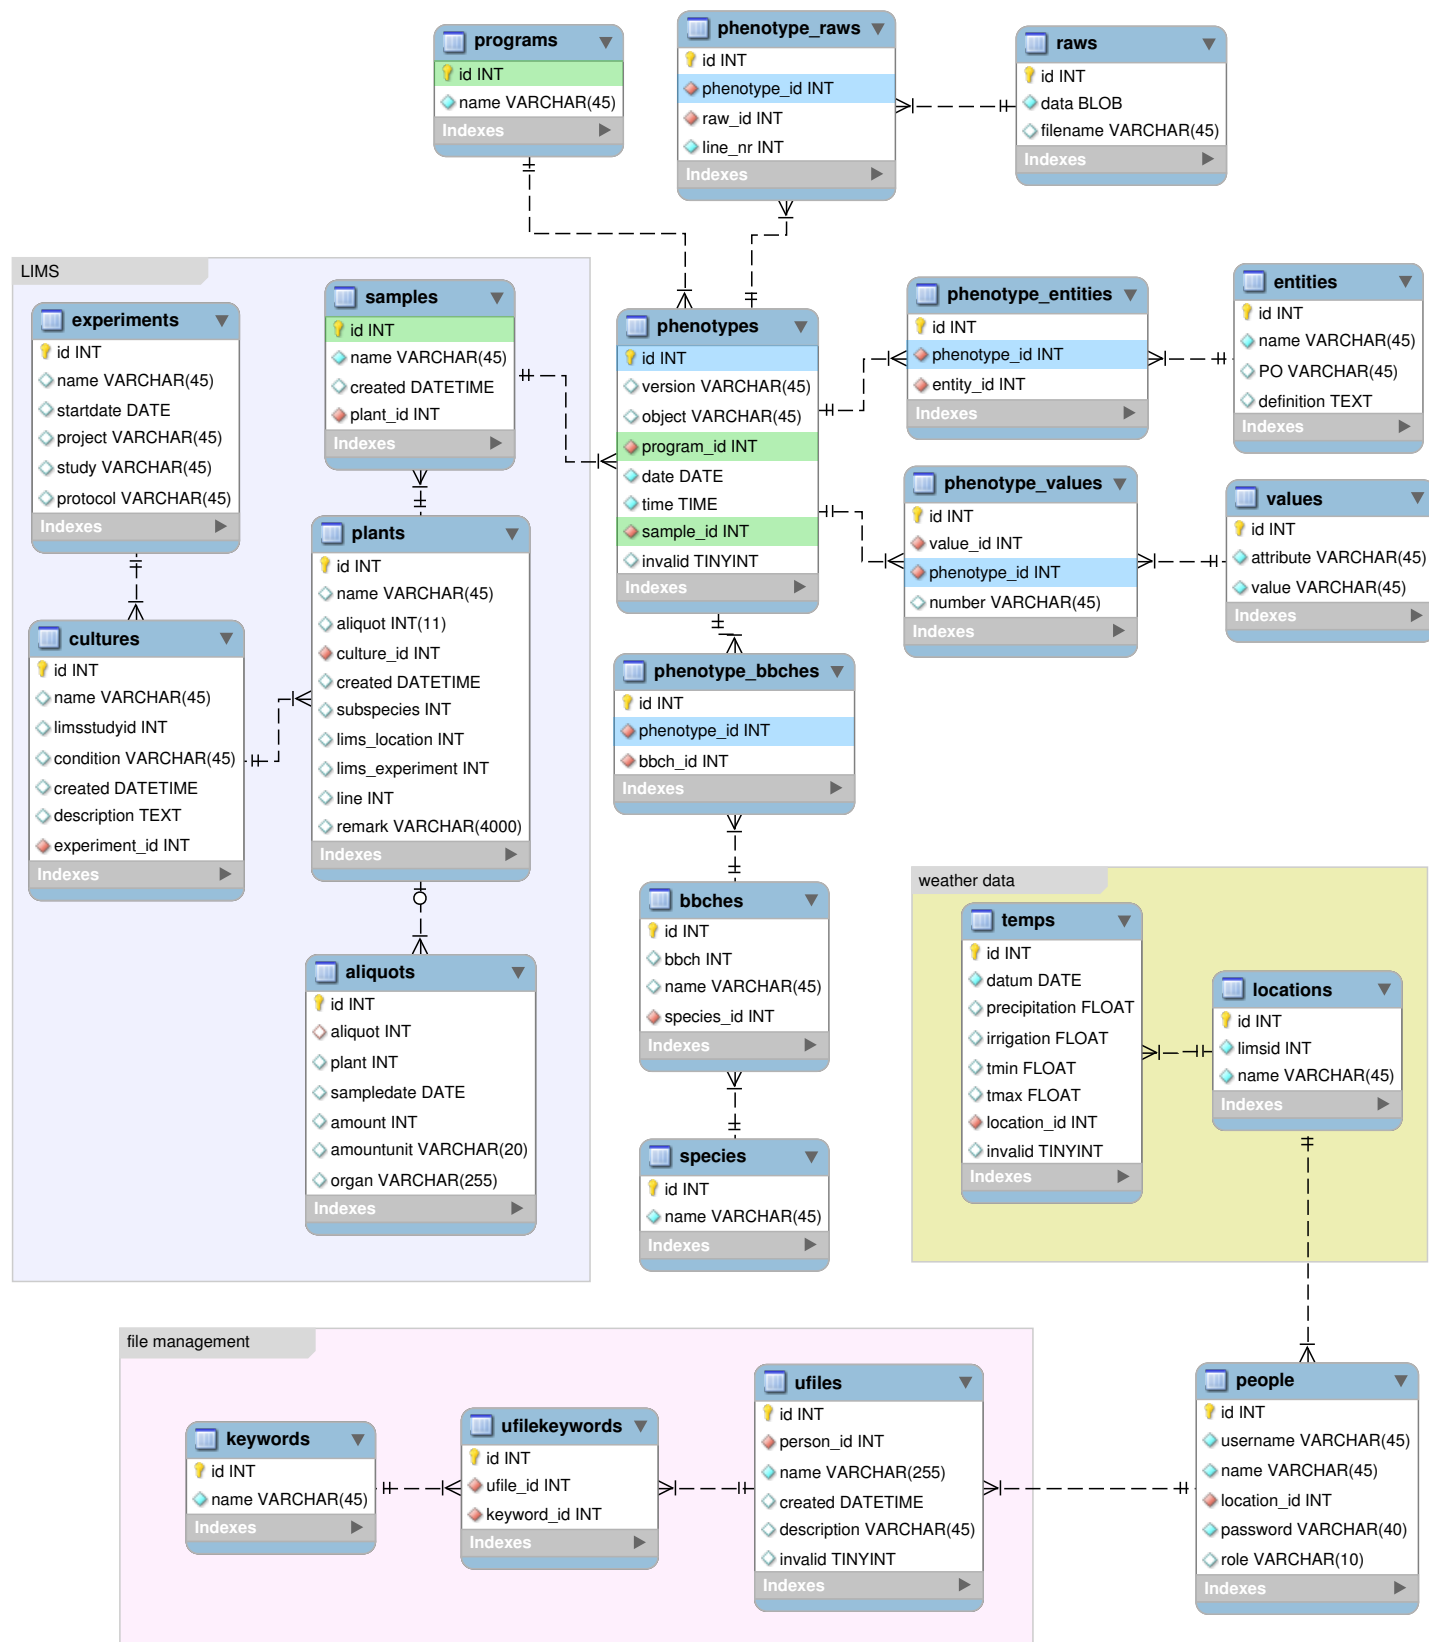 programs
id INT
name VARCHAR(45)
Indexes
phenotype_raws
id INT
phenotype_id INT
raw_id INT
line_nr INT
Indexes
raws
id INT
data BLOB
filename VARCHAR(45)
Indexes
LIMS
experiments
id INT
name VARCHAR(45)
startdate DATE
project VARCHAR(45)
study VARCHAR(45)
protocol VARCHAR(45)
Indexes
samples
id INT
name VARCHAR(45)
created DATETIME
plant_id INT
Indexes
phenotypes
id INT
version VARCHAR(45)
object VARCHAR(45)
program_id INT
date DATE
time TIME
sample_id INT
invalid TINYINT
Indexes
phenotype_entities
id INT
phenotype_id INT
entity_id INT
Indexes
entities
id INT
name VARCHAR(45)
PO VARCHAR(45)
definition TEXT
Indexes
phenotype_values
id INT
value_id INT
phenotype_id INT
number VARCHAR(45)
Indexes
values
id INT
attribute VARCHAR(45)
value VARCHAR(45)
Indexes
cultures
id INT
name VARCHAR(45)
limsstudyid INT
condition VARCHAR(45)
created DATETIME
description TEXT
experiment_id INT
Indexes
plants
id INT
name VARCHAR(45)
aliquot INT(11)
culture_id INT
created DATETIME
subspecies INT
lims_location INT
lims_experiment INT
line INT
remark VARCHAR(4000)
Indexes
phenotype_bbches
id INT
phenotype_id INT
bbch_id INT
Indexes
aliquots
id INT
aliquot INT
plant INT
sampledate DATE
amount INT
amountunit VARCHAR(20)
organ VARCHAR(255)
Indexes
bbches
id INT
bbch INT
name VARCHAR(45)
species_id INT
Indexes
species
id INT
name VARCHAR(45)
Indexes
weather data
temps
id INT
datum DATE
precipitation FLOAT
irrigation FLOAT
tmin FLOAT
tmax FLOAT
location_id INT
invalid TINYINT
Indexes
locations
id INT
limsid INT
name VARCHAR(45)
Indexes
file management
keywords
id INT
name VARCHAR(45)
Indexes
ufilekeywords
id INT
ufile_id INT
keyword_id INT
Indexes
ufiles
id INT
person_id INT
name VARCHAR(255)
created DATETIME
description VARCHAR(45)
invalid TINYINT
Indexes
people
id INT
username VARCHAR(45)
name VARCHAR(45)
location_id INT
password VARCHAR(40)
role VARCHAR(10)
Indexes